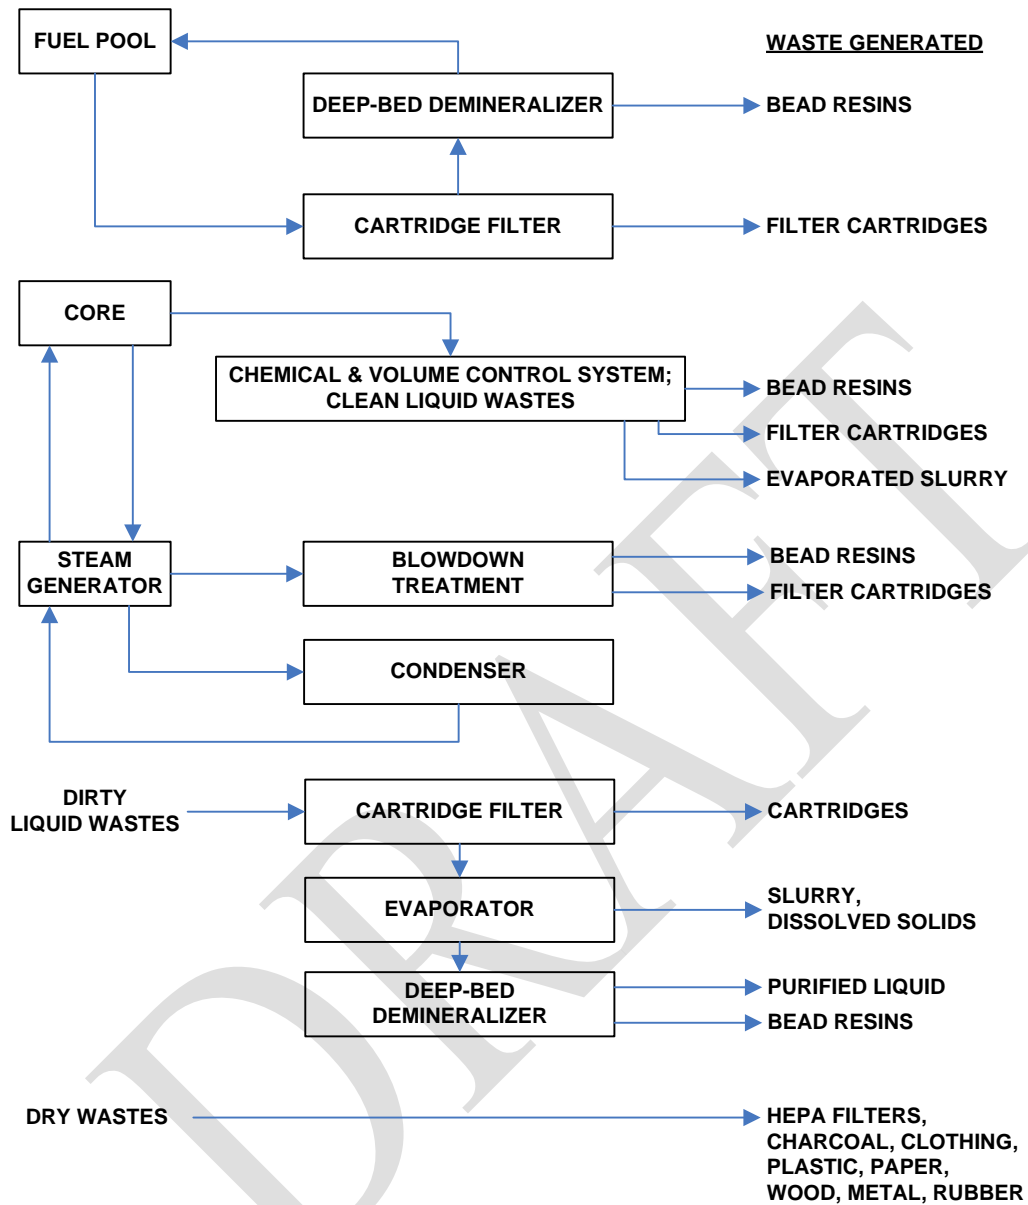 FUEL POOL
WASTE GENERATED
DEEP-BED DEMINERALIZER
BEAD RESINS
CARTRIDGE FILTER
FILTER CARTRIDGES
CORE
CHEMICAL & VOLUME CONTROL SYSTEM;
CLEAN LIQUID WASTES
BEAD RESINS
FILTER CARTRIDGES
EVAPORATED SLURRY
STEAM
GENERATOR
BLOWDOWN
TREATMENT
BEAD RESINS
FILTER CARTRIDGES
CONDENSER
DIRTY
LIQUID WASTES
CARTRIDGE FILTER
CARTRIDGES
EVAPORATOR
SLURRY,
DISSOLVED SOLIDS
DEEP-BED
DEMINERALIZER
PURIFIED LIQUID
BEAD RESINS
DRY WASTES
HEPA FILTERS,
CHARCOAL, CLOTHING,
PLASTIC, PAPER,
WOOD, METAL, RUBBER
DRAFT